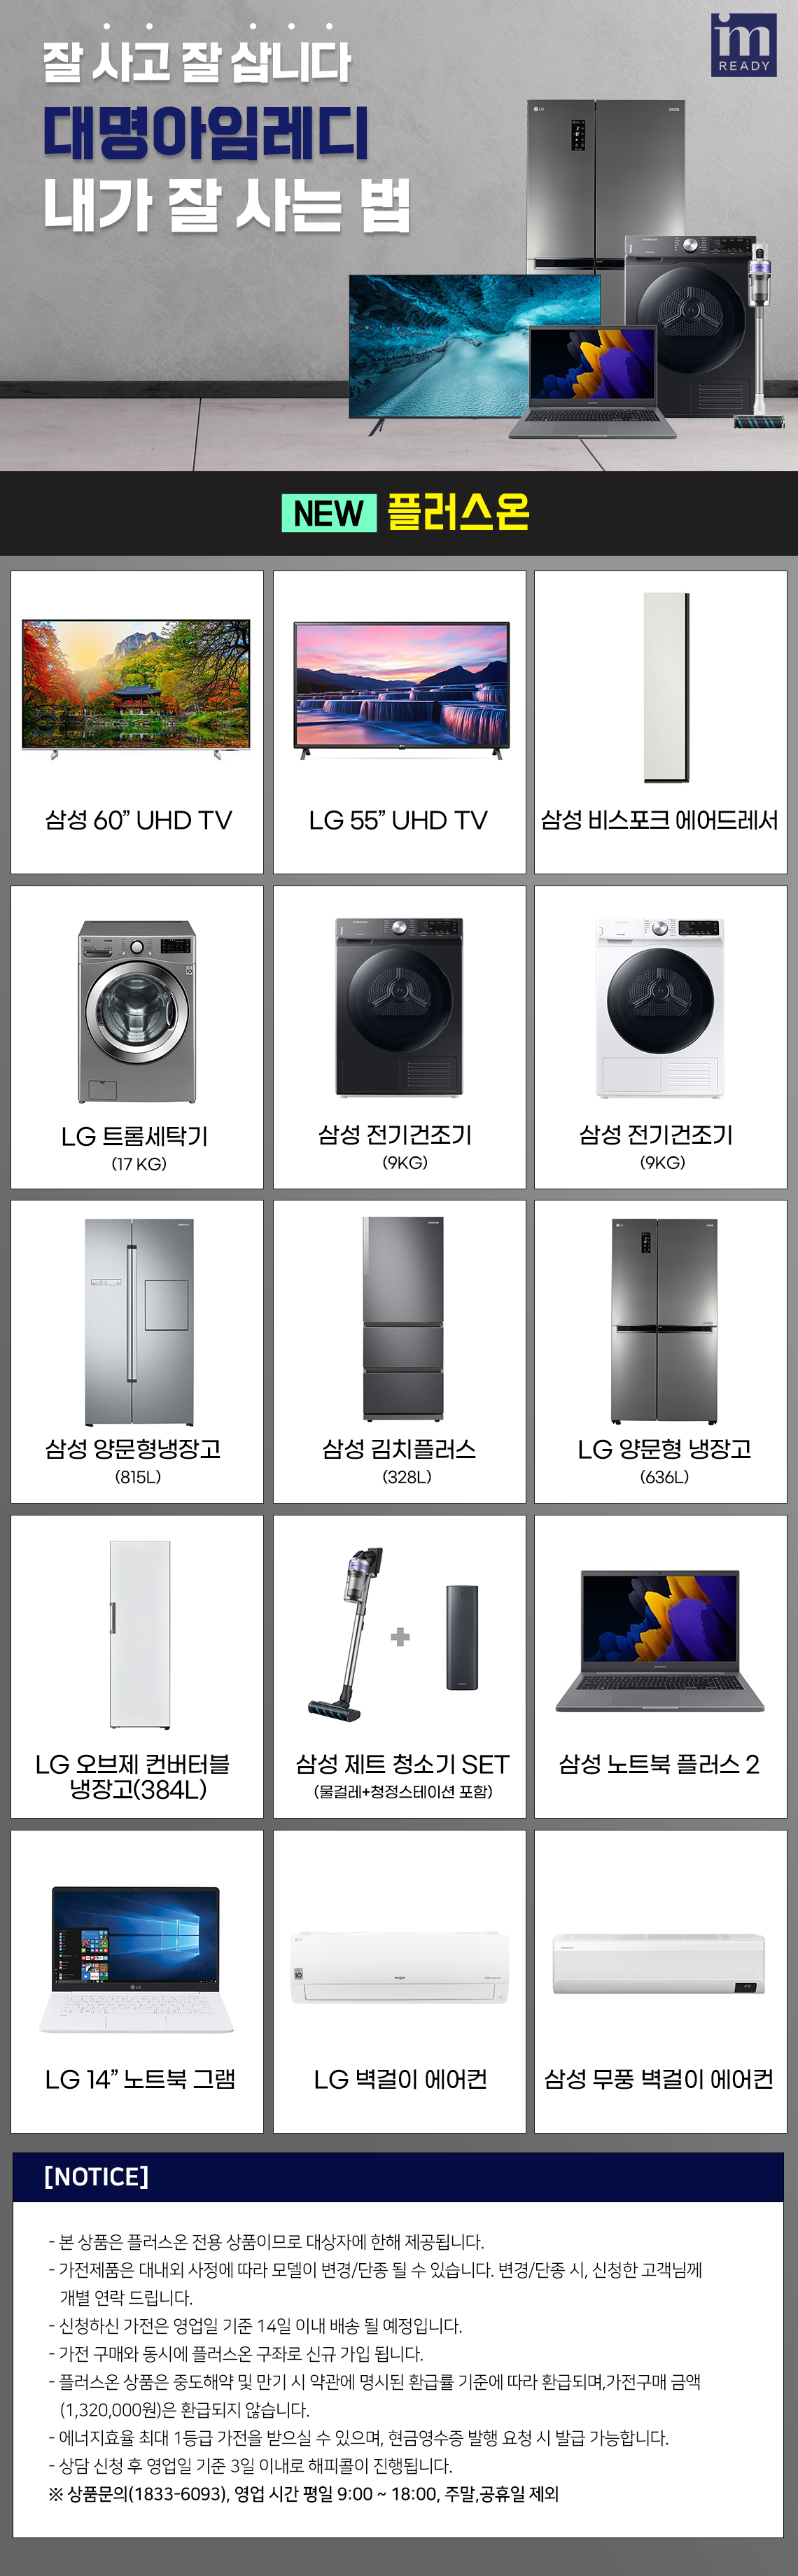 잘 사고 잘 삽니다
im
READY
대명아임레디
내가 잘 사는 법
LG
DIOS
SAMSUNG
NEW 플러스온
삼성 60” UHD TV
LG 55” UHD TV
삼성 비스포크 에어드레서
LG 트롬세탁기
(17 KG)
삼성 전기건조기
(9KG)
삼성 전기건조기
(9KG)
삼성 양문형냉장고
(815L)
삼성 김치플러스
(328L)
LG 양문형 냉장고
(636L)
LG 오브제 컨버터블
냉장고(384L)
삼성 제트 청소기 SET
(물걸레+청정스테이션 포함)
삼성 노트북 플러스 2
LG 14” 노트북 그램
LG 벽걸이 에어컨
삼성 무풍 벽걸이 에어컨
[NOTICE]
- 본 상품은 플러스온 전용 상품이므로 대상자에 한해 제공됩니다.
- 가전제품은 대내외 사정에 따라 모델이 변경/단종 될 수 있습니다. 변경/단종 시, 신청한 고객님께
개별 연락 드립니다.
- 신청하신 가전은 영업일 기준 14일 이내 배송 될 예정입니다.
- 가전 구매와 동시에 플러스온 구좌로 신규 가입 됩니다.
- 플러스온 상품은 중도해약 및 만기 시 약관에 명시된 환급률 기준에 따라 환급되며,가전구매 금액
(1,320,000원)은 환급되지 않습니다.
- 에너지효율 최대 1등급 가전을 받으실 수 있으며, 현금영수증 발행 요청 시 발급 가능합니다.
- 상담 신청 후 영업일 기준 3일 이내로 해피콜이 진행됩니다.
※ 상품문의(1833-6093), 영업 시간 평일 9:00 ~ 18:00, 주말,공휴일 제외